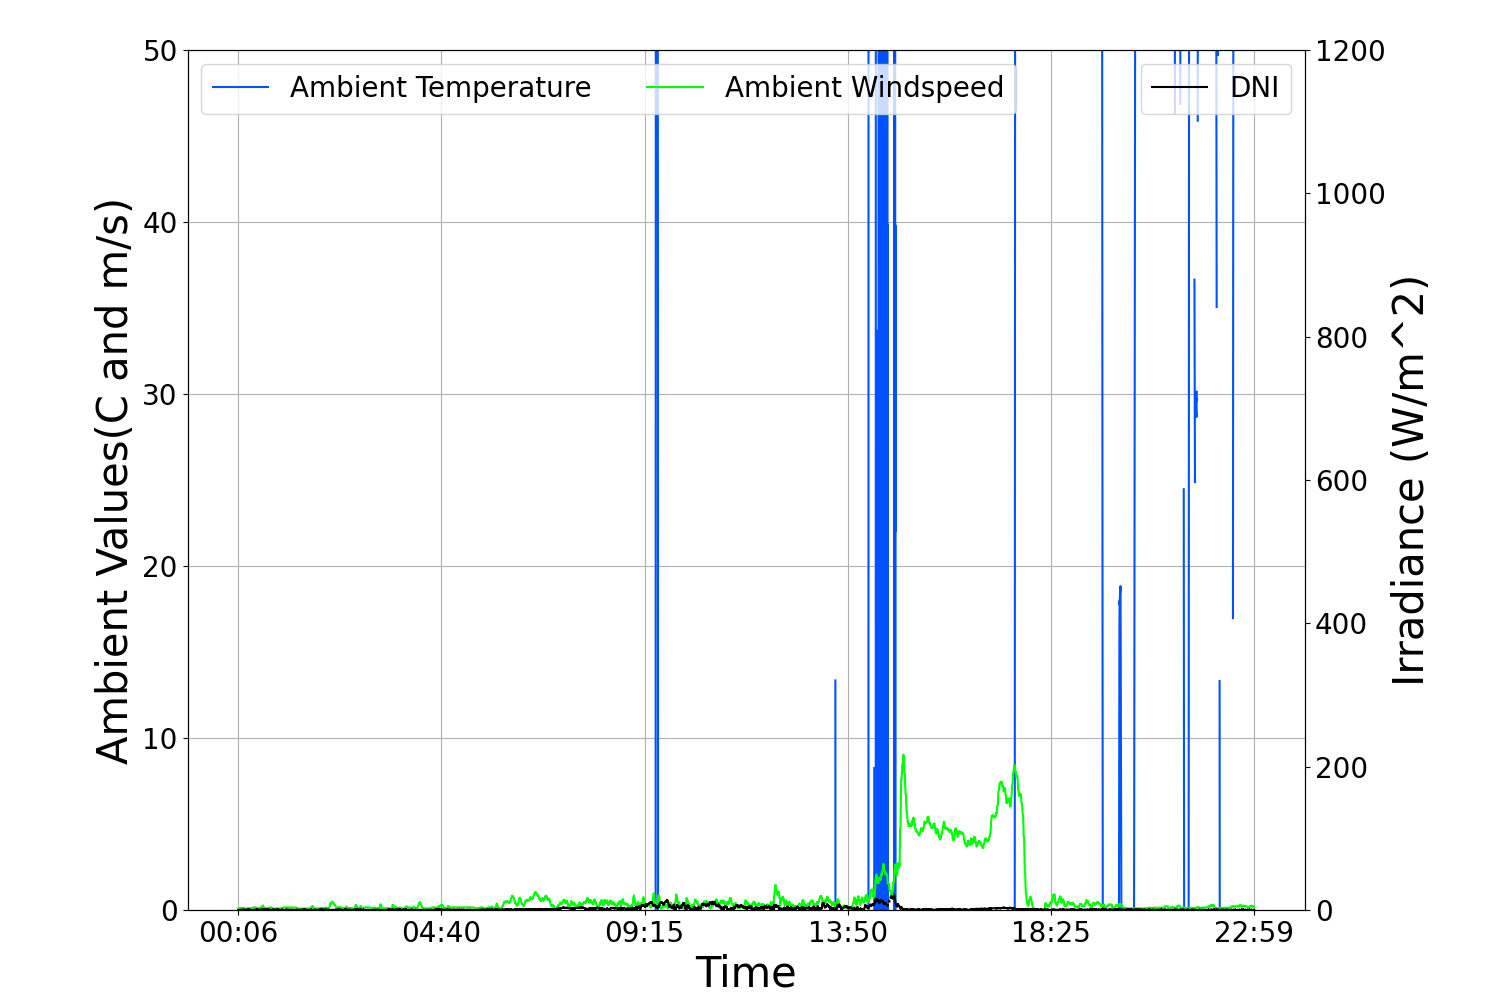 Ambient Temperature
Ambient Windspeed
DNI
Ambient Values(C and m/s)
50
40
30
20
10
0
1200
1000
800
600
400
200
0
Irradiance (W/m^2)
00:06 04:40 09:15 13:50 18:25 22:59
Time